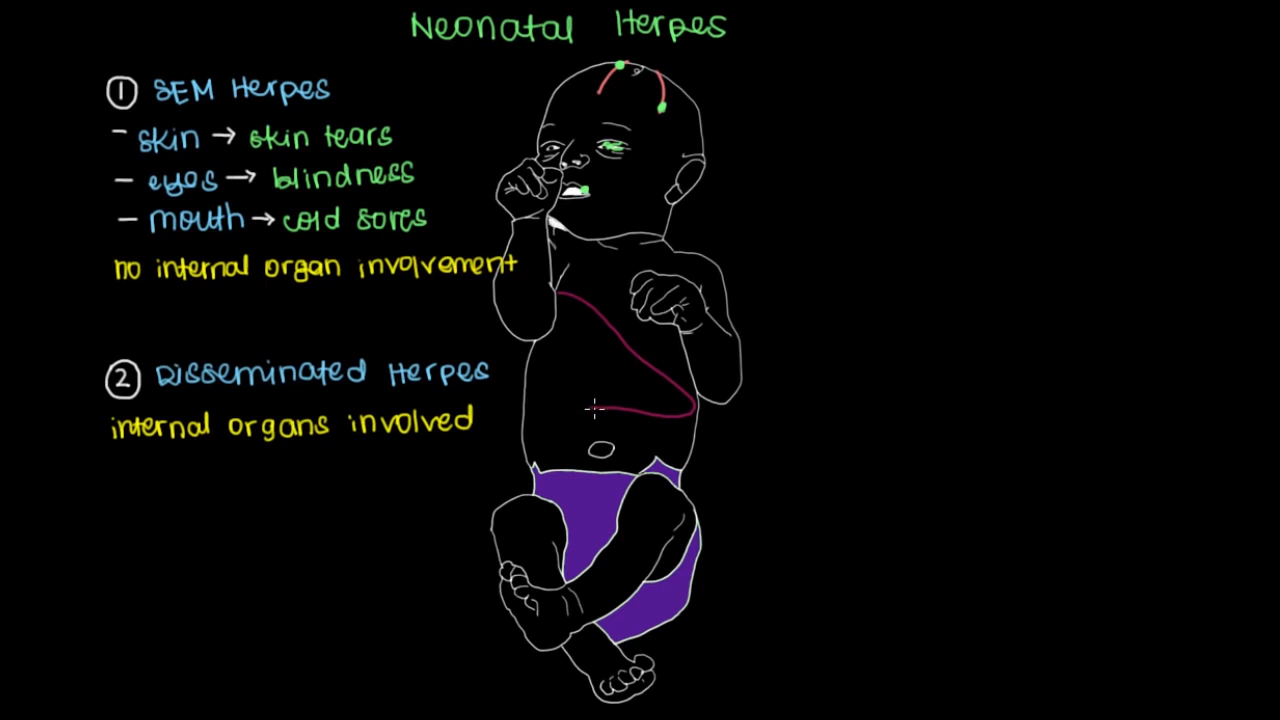 Neonatal Herpes
① SEM Herpes
- skin → skin tears
- eyes → blindness
- mouth → cold sores
no internal organ involvement
② Disseminated Herpes
internal organs involved